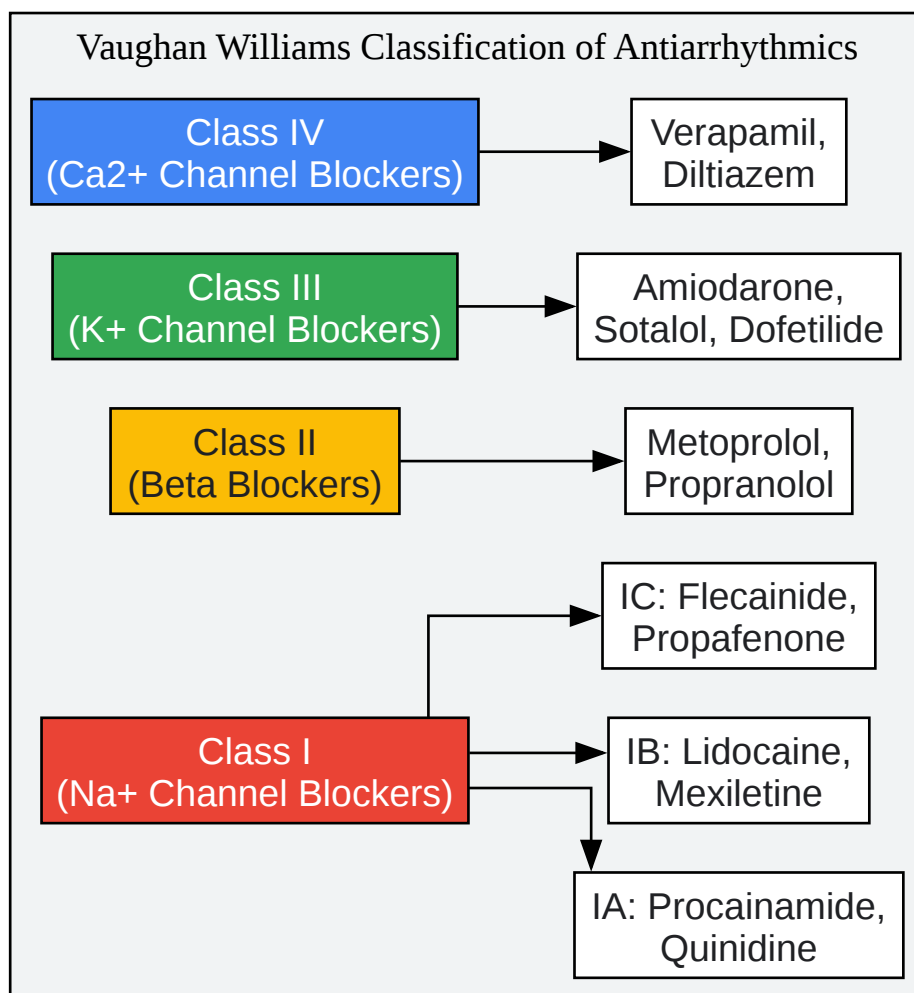 Vaughan Williams Classification of Antiarrhythmics
Class IV
(Ca2+ Channel Blockers)
Verapamil,
Diltiazem
Class III
(K+ Channel Blockers)
Amiodarone,
Sotalol, Dofetilide
Class II
(Beta Blockers)
Metoprolol,
Propranolol
IC: Flecainide,
Propafenone
Class I
(Na+ Channel Blockers)
IB: Lidocaine,
Mexiletine
IA: Procainamide,
Quinidine